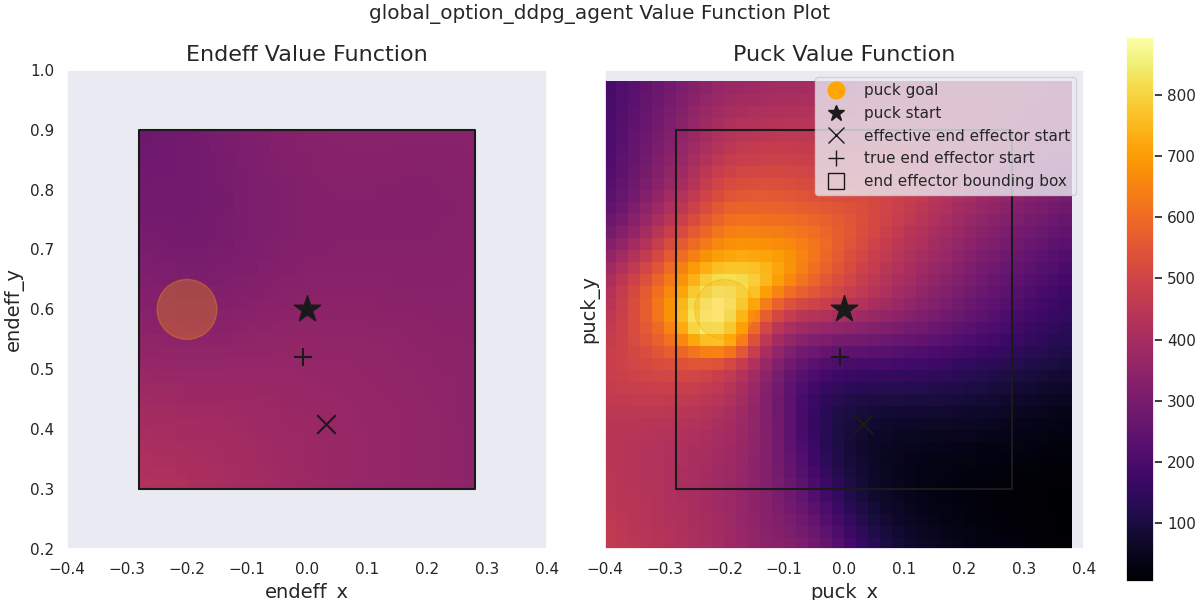 global_option_ddpg_agent Value Function Plot
Endeff Value Function
1.0
0.9
0.8
0.7
0.6
0.5
0.4
0.3
0.2
endeff_y
−0.4 −0.3 −0.2 −0.1 0.0 0.1 0.2 0.3 0.4
endeff_x
Puck Value Function
puck goal
puck start
effective end effector start
true end effector start
end effector bounding box
puck_y
−0.4 −0.3 −0.2 −0.1 0.0 0.1 0.2 0.3 0.4
puck_x
800
700
600
500
400
300
200
100